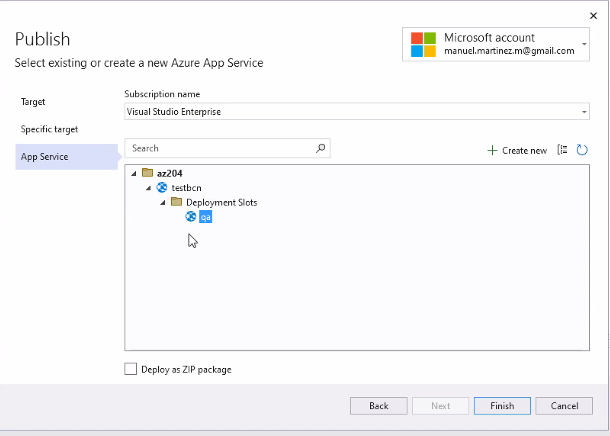 Publish
Select existing or create a new Azure App Service
Microsoft account
manuel.martinez.m@gmail.com
Target
Specific target
App Service
Subscription name
Visual Studio Enterprise
Search
Create new
az204
testbcn
Deployment Slots
qa
Deploy as ZIP package
Back
Next
Finish
Cancel